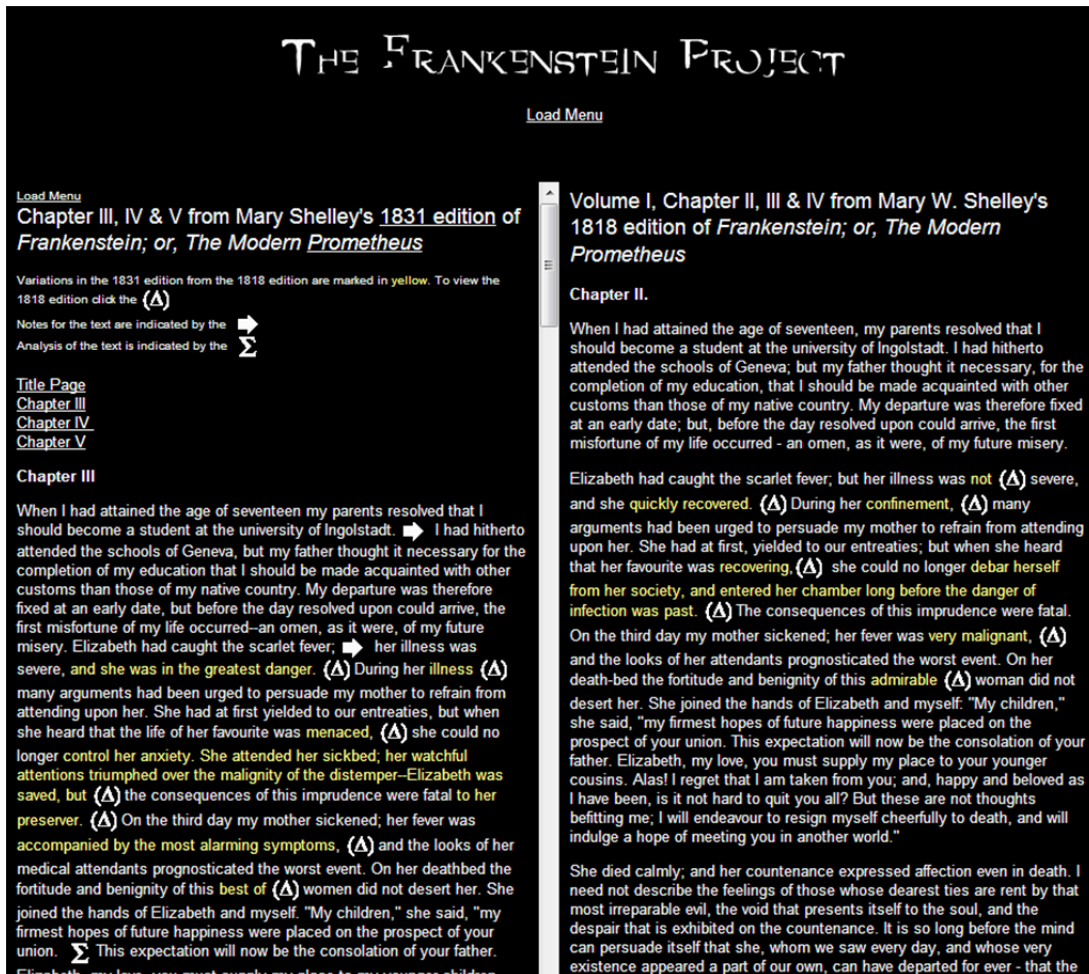 The Frankenstein Project
Load Menu
Load Menu
Chapter III, IV & V from Mary Shelley's 1831 edition of
Frankenstein; or, The Modern Prometheus
Variations in the 1831 edition from the 1818 edition are marked in yellow. To view the
1818 edition click the (Δ)
Notes for the text are indicated by the
Analysis of the text is indicated by the Σ
Title Page
Chapter III
Chapter IV
Chapter V
Chapter III
When I had attained the age of seventeen my parents resolved that I
should become a student at the university of Ingolstadt. I had hitherto
attended the schools of Geneva, but my father thought it necessary for the
completion of my education that I should be made acquainted with other
customs than those of my native country. My departure was therefore
fixed at an early date, but before the day resolved upon could arrive, the
first misfortune of my life occurred--an omen, as it were, of my future
misery. Elizabeth had caught the scarlet fever; her illness was
severe, and she was in the greatest danger. (Δ) During her illness (Δ)
many arguments had been urged to persuade my mother to refrain from
attending upon her. She had at first yielded to our entreaties, but when
she heard that the life of her favourite was menaced, (Δ) she could no
longer control her anxiety. She attended her sickbed; her watchful
attentions triumphed over the malignity of the distemper--Elizabeth was
saved, but (Δ) the consequences of this imprudence were fatal to her
preserver. (Δ) On the third day my mother sickened; her fever was
accompanied by the most alarming symptoms, (Δ) and the looks of her
medical attendants prognosticated the worst event. On her deathbed the
fortitude and benignity of this best of (Δ) women did not desert her. She
joined the hands of Elizabeth and myself. "My children," she said, "my
firmest hopes of future happiness were placed on the prospect of your
union. Σ This expectation will now be the consolation of your father.
Elizabeth, my love, you must supply my place to my younger children.
Volume I, Chapter II, III & IV from Mary W. Shelley's
1818 edition of Frankenstein; or, The Modern
Prometheus
Chapter II.
When I had attained the age of seventeen, my parents resolved that I
should become a student at the university of Ingolstadt. I had hitherto
attended the schools of Geneva; but my father thought it necessary, for the
completion of my education, that I should be made acquainted with other
customs than those of my native country. My departure was therefore fixed
at an early date; but, before the day resolved upon could arrive, the first
misfortune of my life occurred - an omen, as it were, of my future misery.
Elizabeth had caught the scarlet fever; but her illness was not (Δ) severe,
and she quickly recovered. (Δ) During her confinement, (Δ) many
arguments had been urged to persuade my mother to refrain from attending
upon her. She had at first, yielded to our entreaties; but when she heard
that her favourite was recovering, (Δ) she could no longer debar herself
from her society, and entered her chamber long before the danger of
infection was past. (Δ) The consequences of this imprudence were fatal.
On the third day my mother sickened; her fever was very malignant, (Δ)
and the looks of her attendants prognosticated the worst event. On her
death-bed the fortitude and benignity of this admirable (Δ) woman did not
desert her. She joined the hands of Elizabeth and myself: "My children,"
she said, "my firmest hopes of future happiness were placed on the
prospect of your union. This expectation will now be the consolation of your
father. Elizabeth, my love, you must supply my place to your younger
cousins. Alas! I regret that I am taken from you; and, happy and beloved as
I have been, is it not hard to quit you all? But these are not thoughts
befitting me; I will endeavour to resign myself cheerfully to death, and will
indulge a hope of meeting you in another world."
She died calmly; and her countenance expressed affection even in death. I
need not describe the feelings of those whose dearest ties are rent by that
most irreparable evil, the void that presents itself to the soul, and the
despair that is exhibited on the countenance. It is so long before the mind
can persuade itself that she, whom we saw every day, and whose very
existence appeared a part of our own, can have departed for ever - that the